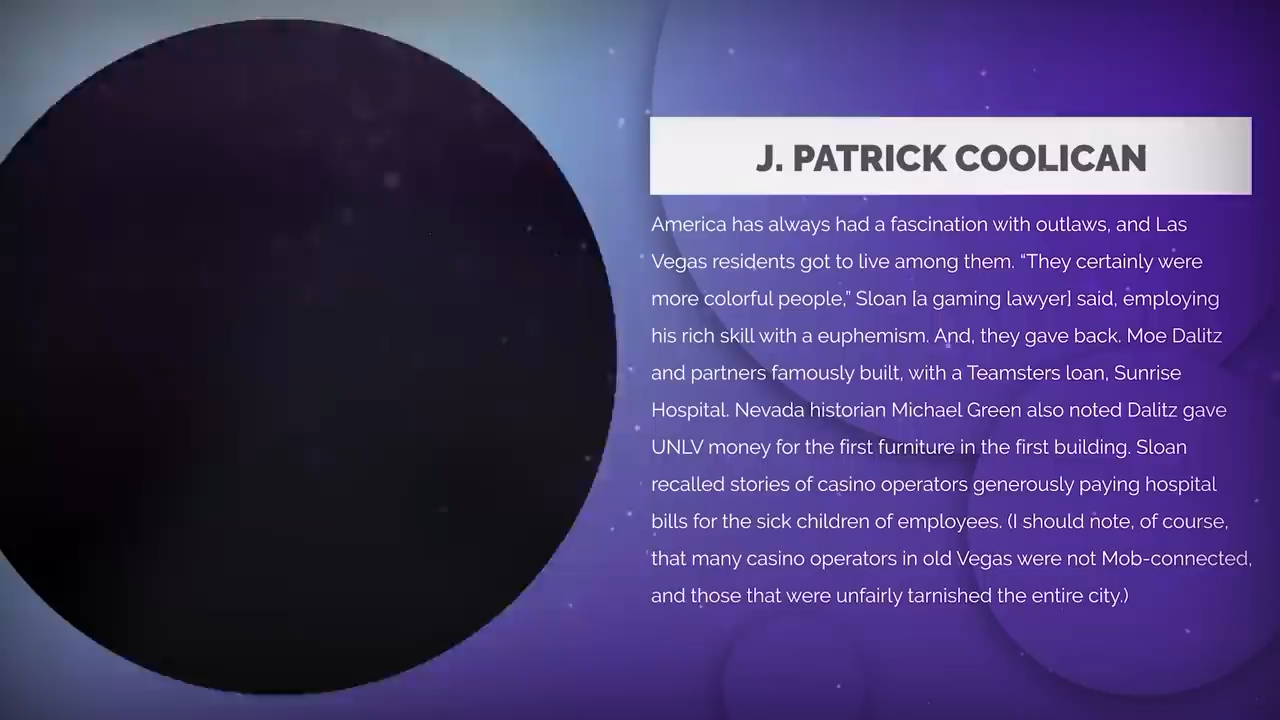 J. PATRICK COOLICAN
America has always had a fascination with outlaws, and Las
Vegas residents got to live among them. “They certainly were
more colorful people,” Sloan [a gaming lawyer] said, employing
his rich skill with a euphemism. And, they gave back. Moe Dalitz
and partners famously built, with a Teamsters loan, Sunrise
Hospital. Nevada historian Michael Green also noted Dalitz gave
UNLV money for the first furniture in the first building. Sloan
recalled stories of casino operators generously paying hospital
bills for the sick children of employees. (I should note, of course,
that many casino operators in old Vegas were not Mob-connected,
and those that were unfairly tarnished the entire city.)